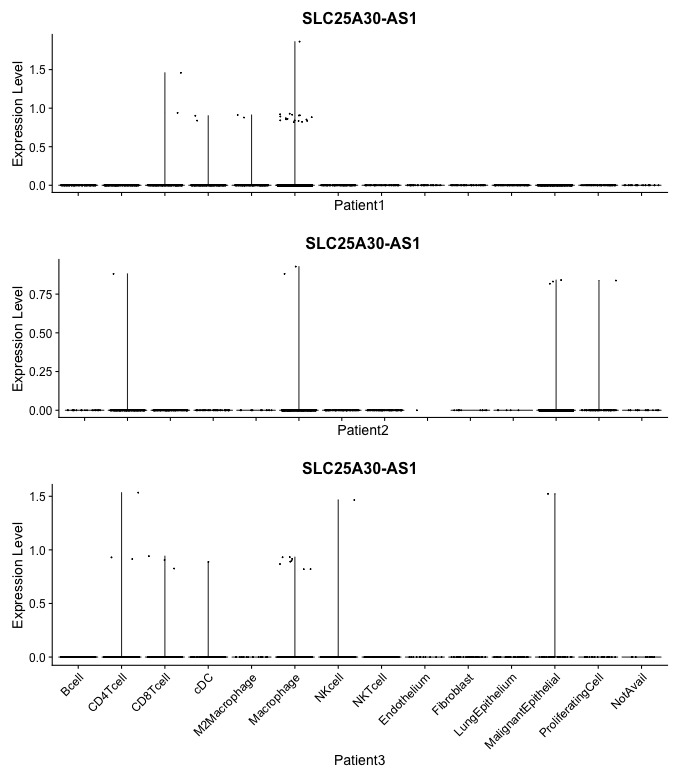 SLC25A30-AS1
Expression Level
1.5
1.0
0.5
0.0
Patient1
SLC25A30-AS1
Expression Level
0.75
0.50
0.25
0.00
Patient2
SLC25A30-AS1
Expression Level
1.5
1.0
0.5
0.0
Bcell
CD4Tcell
CD8Tcell
cDC
M2Macrophage
Macrophage
NKcell
NKTcell
Endothelium
Fibroblast
LungEpithelium
MalignantEpithelial
ProliferatingCell
NotAvail
Patient3